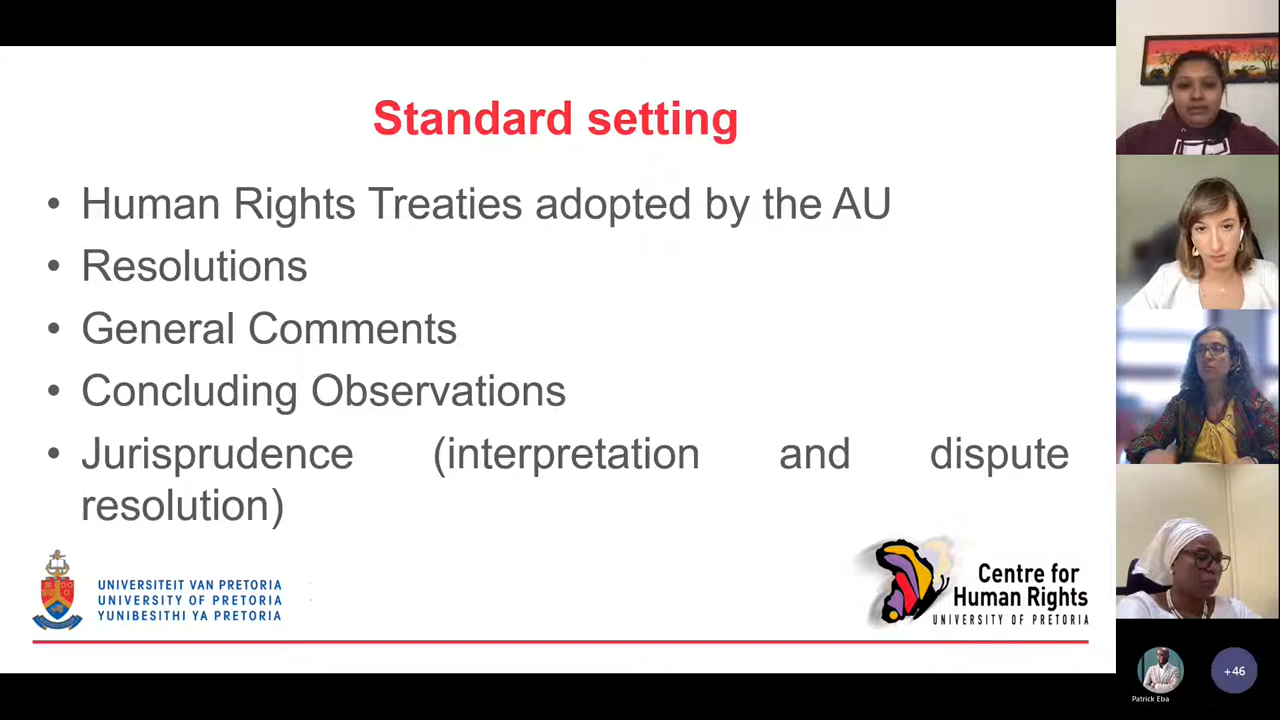 Standard setting
• Human Rights Treaties adopted by the AU
• Resolutions
• General Comments
• Concluding Observations
• Jurisprudence (interpretation and dispute
resolution)
UNIVERSITEIT VAN PRETORIA
UNIVERSITY OF PRETORIA
YUNIBESITHI YA PRETORIA
Centre for
Human Rights
UNIVERSITY OF PRETORIA
Patrick Eba
+46